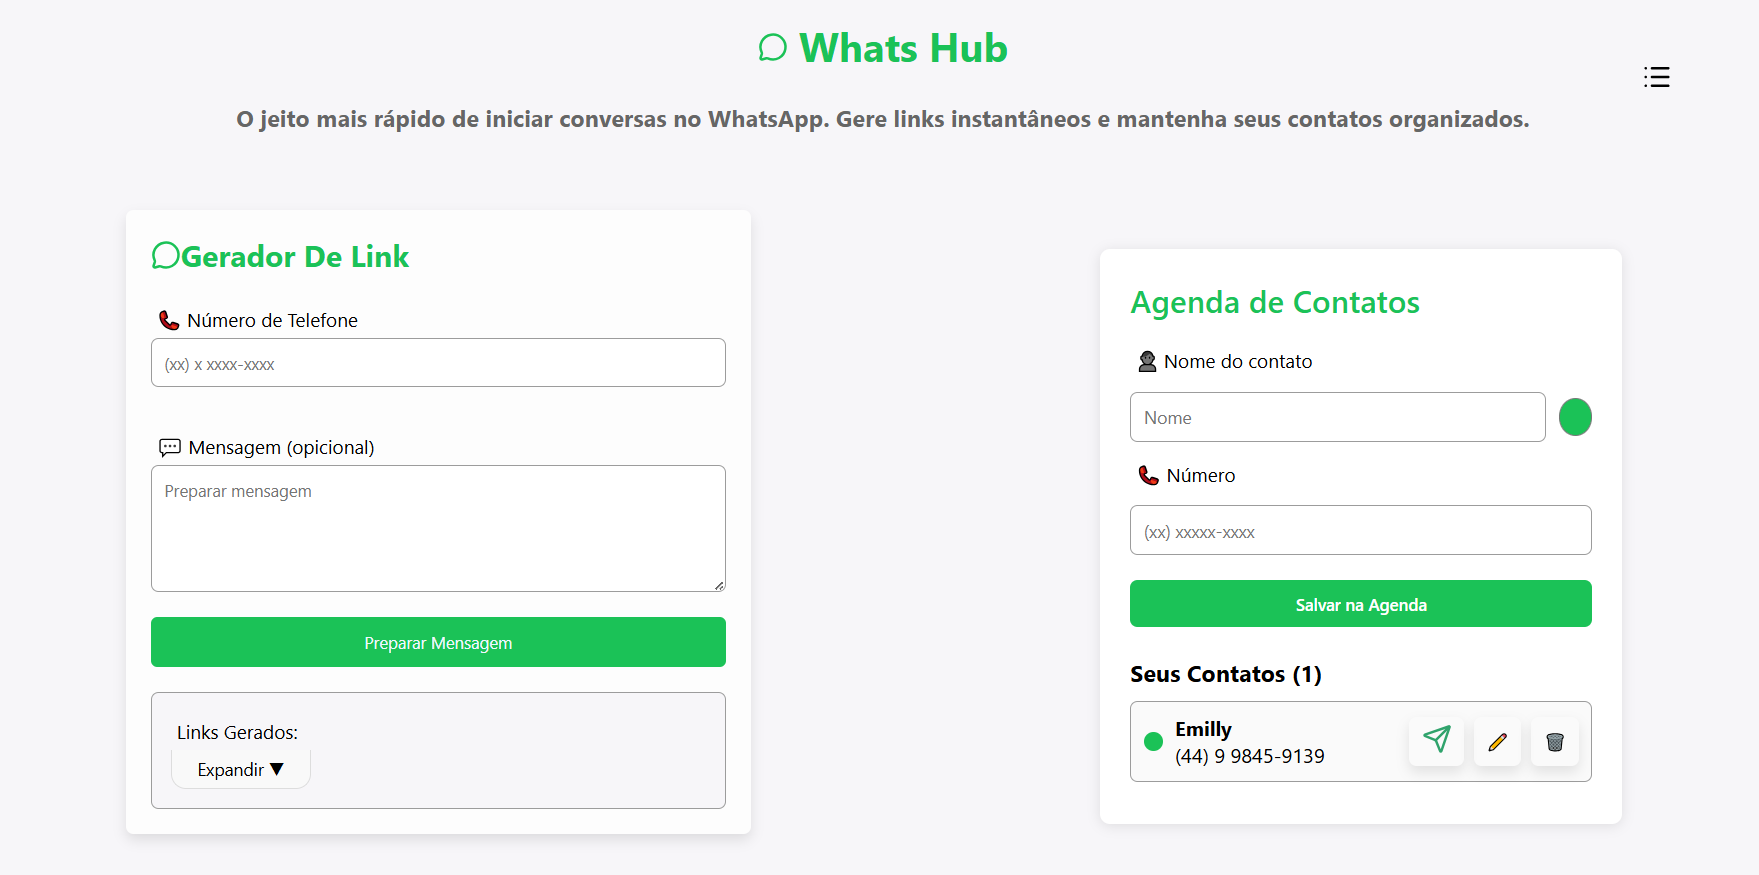 Whats Hub
O jeito mais rápido de iniciar conversas no WhatsApp. Gere links instantâneos e mantenha seus contatos organizados.
Gerador De Link
Número de Telefone
(xx) x xxxx-xxxx
Mensagem (opicional)
Preparar mensagem
Preparar Mensagem
Links Gerados:
Expandir ▼
Agenda de Contatos
Nome do contato
Nome
Número
(xx) xxxxx-xxxx
Salvar na Agenda
Seus Contatos (1)
Emilly
(44) 9 9845-9139